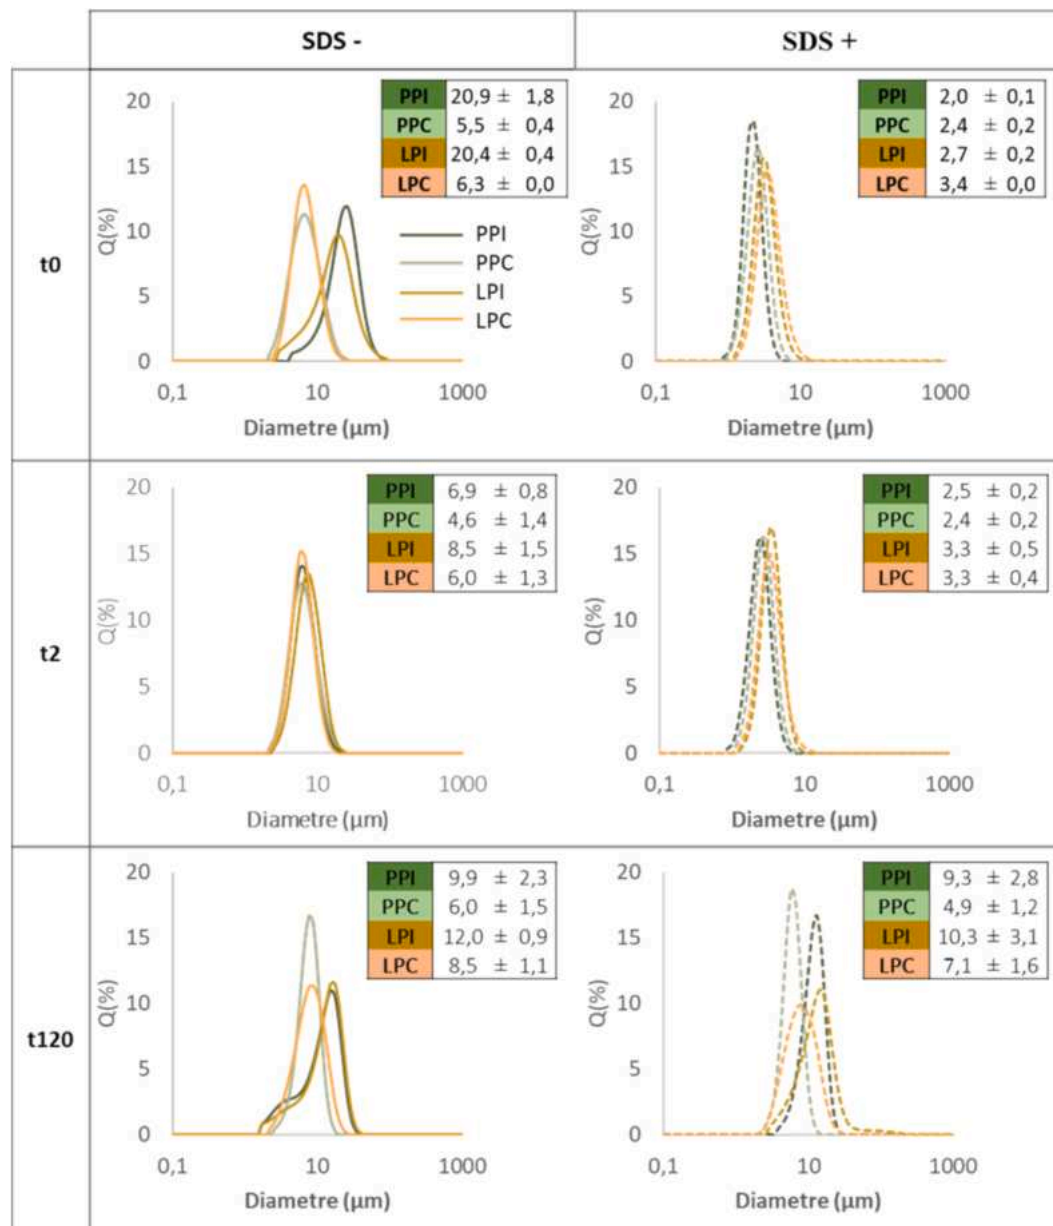 SDS - SDS +
t0
PPI 20,9 ± 1,8
PPC 5,5 ± 0,4
LPI 20,4 ± 0,4
LPC 6,3 ± 0,0
PPI
PPC
LPI
LPC
Q(%)
20
15
10
5
0
0,1 10 1000
Diametre (µm)
PPI 2,0 ± 0,1
PPC 2,4 ± 0,2
LPI 2,7 ± 0,2
LPC 3,4 ± 0,0
Q(%)
20
15
10
5
0
0,1 10 1000
Diametre (µm)
t2
PPI 6,9 ± 0,8
PPC 4,6 ± 1,4
LPI 8,5 ± 1,5
LPC 6,0 ± 1,3
Q(%)
20
15
10
5
0
0,1 10 1000
Diametre (µm)
PPI 2,5 ± 0,2
PPC 2,4 ± 0,2
LPI 3,3 ± 0,5
LPC 3,3 ± 0,4
Q(%)
20
15
10
5
0
0,1 10 1000
Diametre (µm)
t120
PPI 9,9 ± 2,3
PPC 6,0 ± 1,5
LPI 12,0 ± 0,9
LPC 8,5 ± 1,1
Q(%)
20
15
10
5
0
0,1 10 1000
Diametre (µm)
PPI 9,3 ± 2,8
PPC 4,9 ± 1,2
LPI 10,3 ± 3,1
LPC 7,1 ± 1,6
Q(%)
20
15
10
5
0
0,1 10 1000
Diametre (µm)